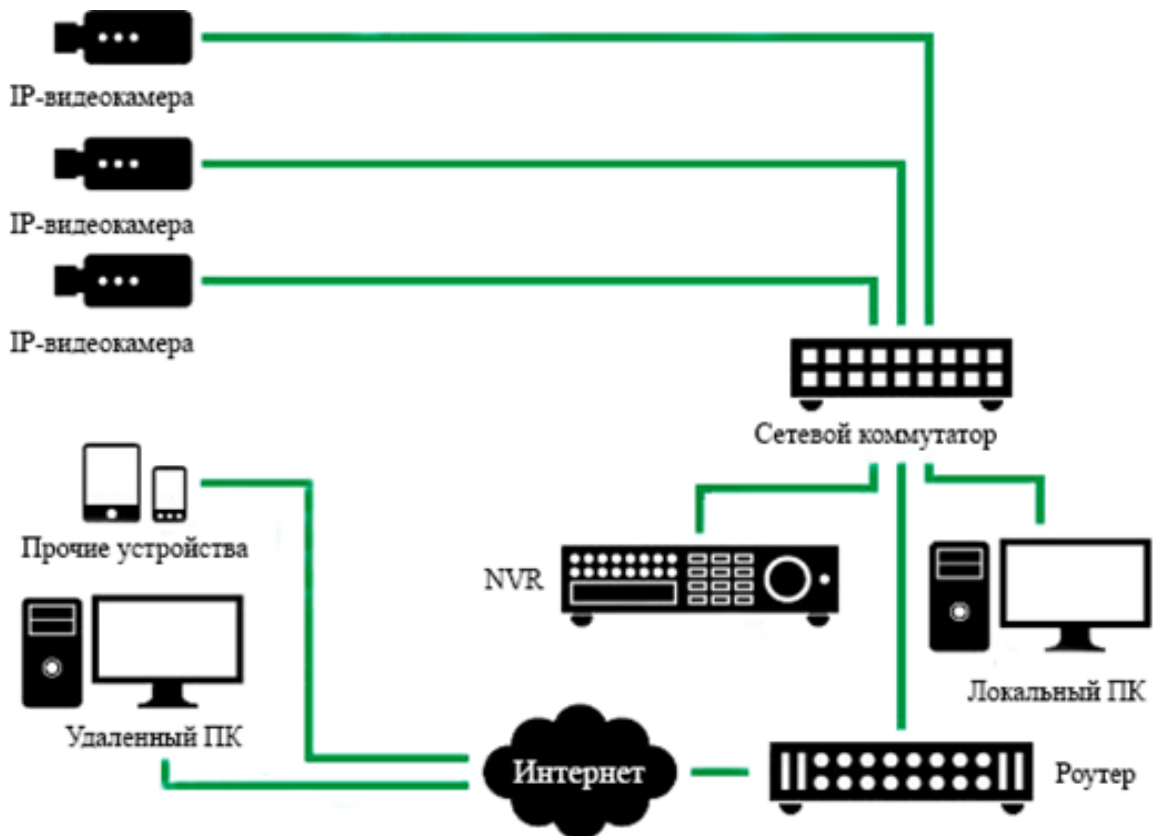 IP-видеокамера
IP-видеокамера
IP-видеокамера
Сетевой коммутатор
Прочие устройства
NVR
Локальный ПК
Удаленный ПК
Интернет
Роутер